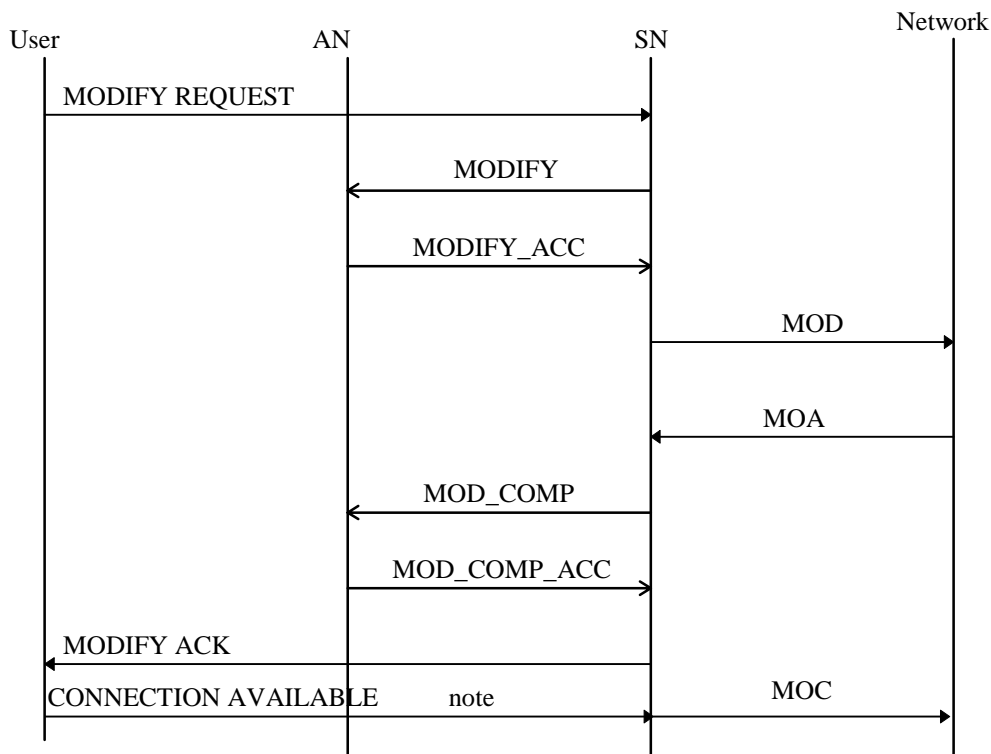 Network
User AN SN
MODIFY REQUEST
MODIFY
MODIFY_ACC
MOD
MOA
MOD_COMP
MOD_COMP_ACC
MODIFY ACK
CONNECTION AVAILABLE note MOC